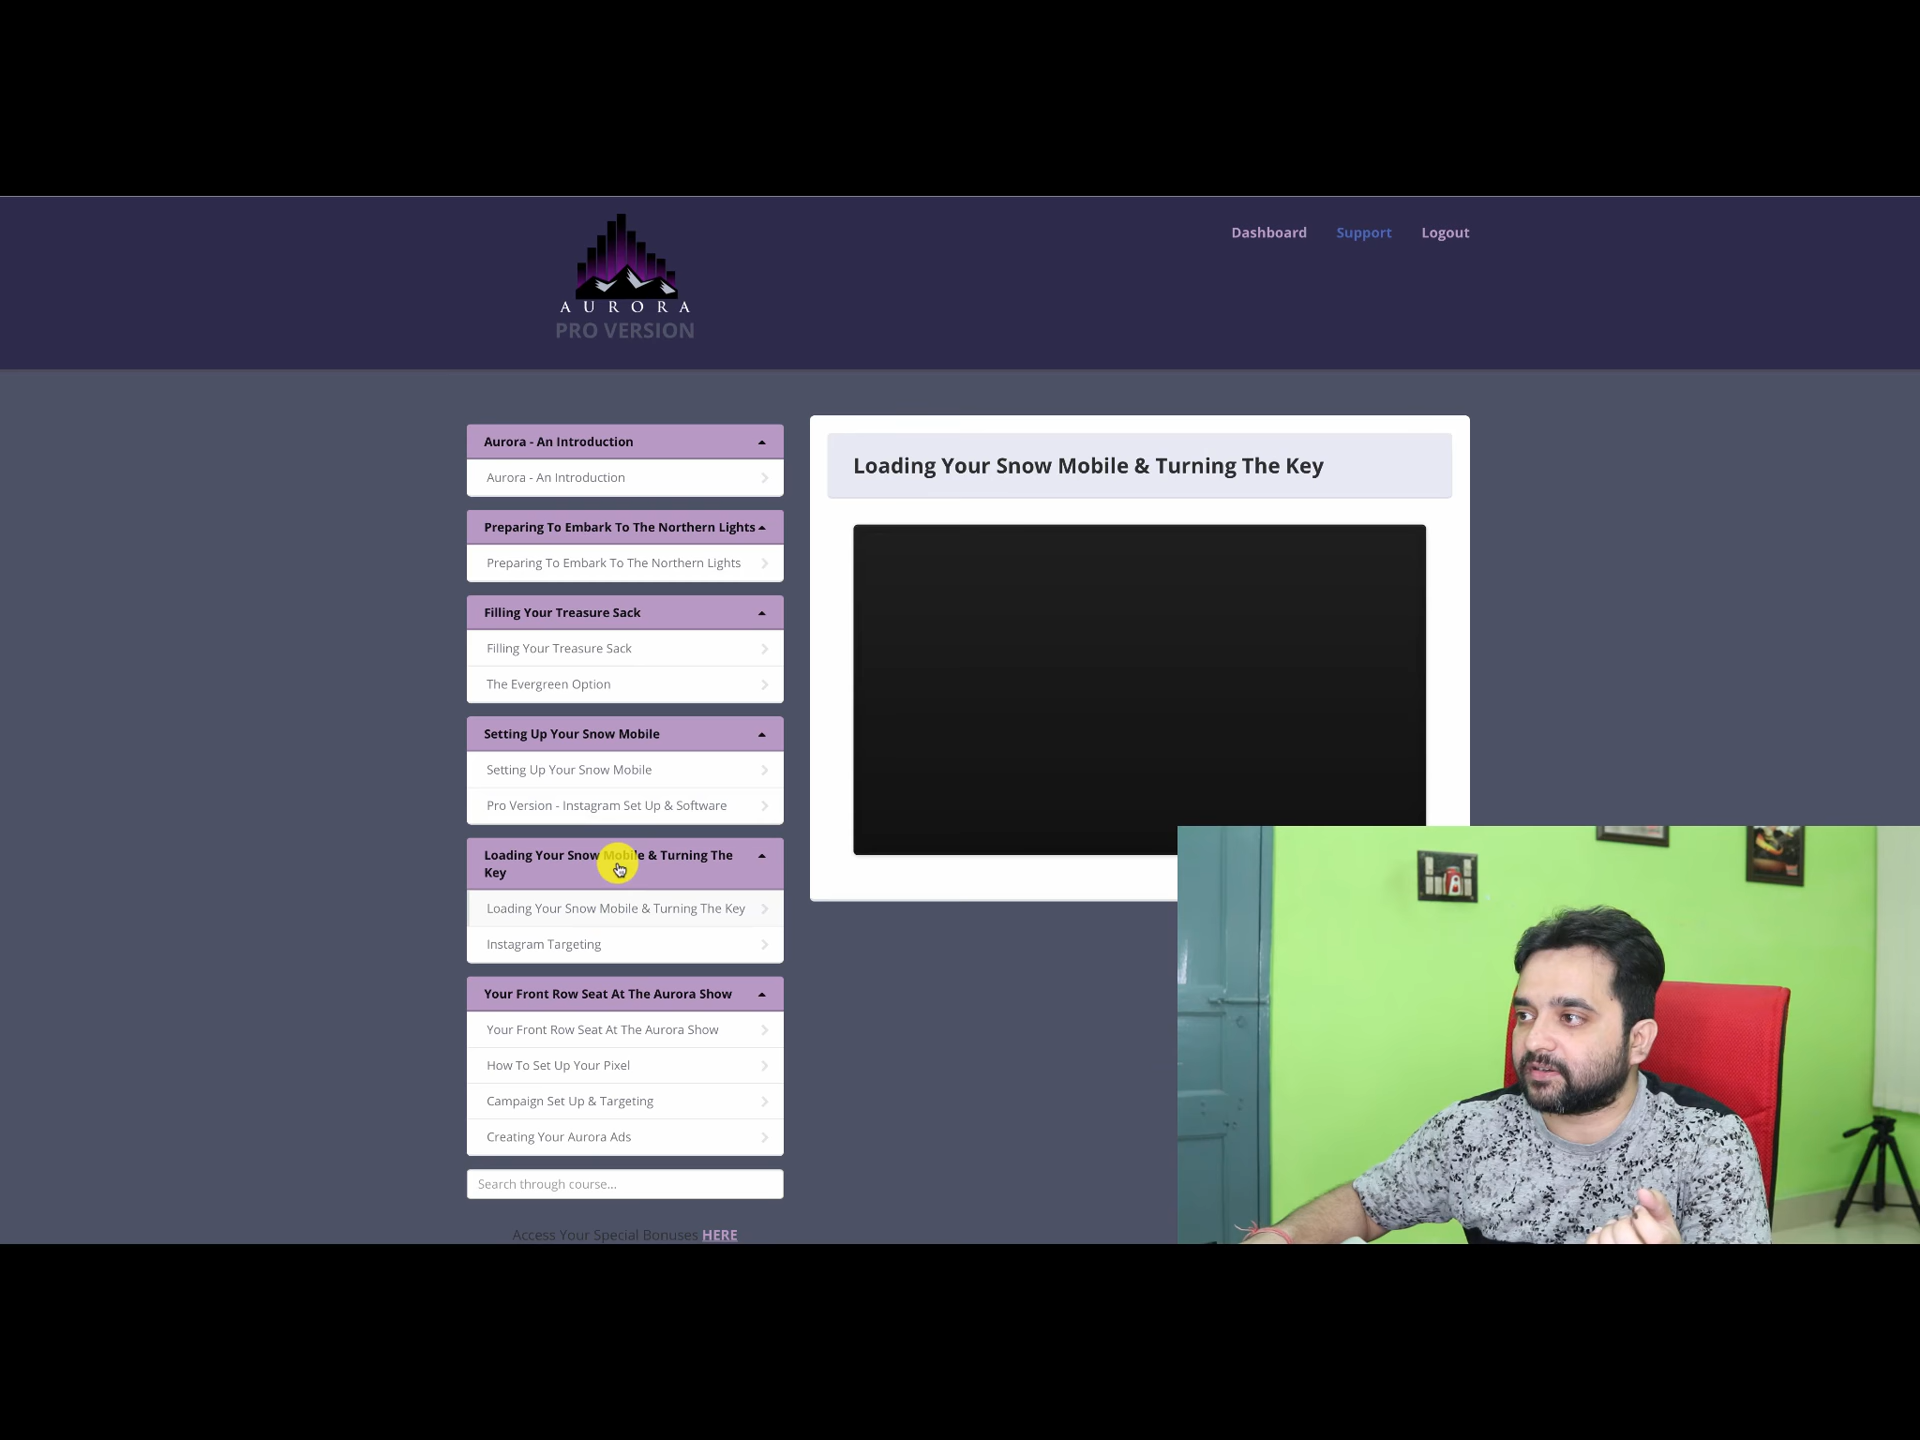 AURORA
PRO VERSION
Dashboard
Support
Logout
Aurora - An Introduction
Aurora - An Introduction
Preparing To Embark To The Northern Lights
Preparing To Embark To The Northern Lights
Filling Your Treasure Sack
Filling Your Treasure Sack
The Evergreen Option
Setting Up Your Snow Mobile
Setting Up Your Snow Mobile
Pro Version - Instagram Set Up & Software
Loading Your Snow Mobile & Turning The
Key
Loading Your Snow Mobile & Turning The Key
Instagram Targeting
Your Front Row Seat At The Aurora Show
Your Front Row Seat At The Aurora Show
How To Set Up Your Pixel
Campaign Set Up & Targeting
Creating Your Aurora Ads
Search through course...
Access Your Special Bonuses HERE
Loading Your Snow Mobile & Turning The Key